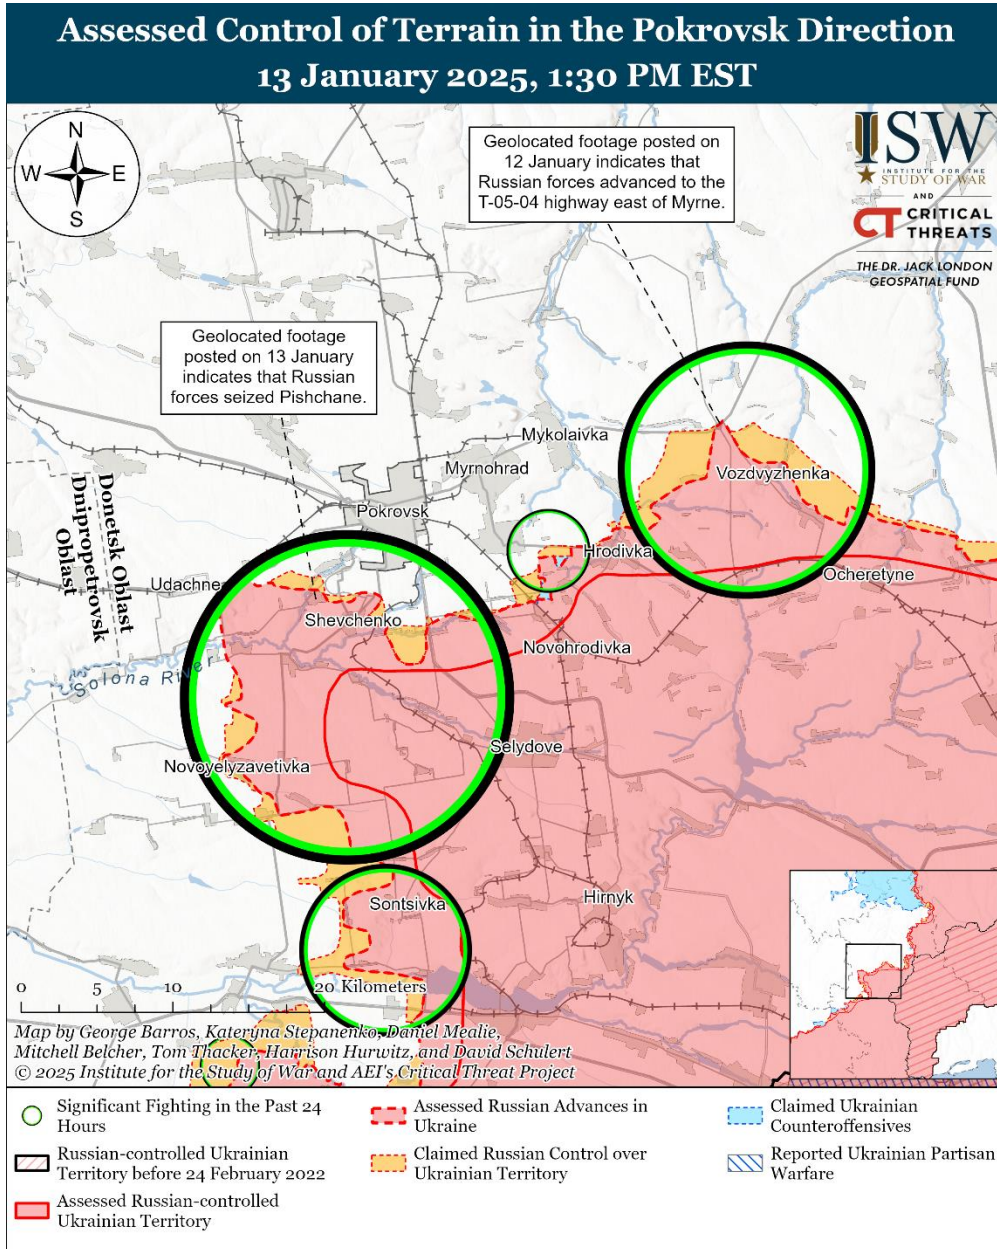 Assessed Control of Terrain in the Pokrovsk Direction
13 January 2025, 1:30 PM EST
N
W
E
S
Geolocated footage posted on
12 January indicates that
Russian forces advanced to the
T-05-04 highway east of Myrne.
ISW
INSTITUTE FOR THE
STUDY OF WAR
AND
CT CRITICAL
THREATS
THE DR. JACK LONDON
GEOSPATIAL FUND
Geolocated footage
posted on 13 January
indicates that Russian
forces seized Pishchane.
Mykolaivka
Myrnohrad
Vozdvyzhenka
Pokrovsk
Donetsk Oblast
Dnipropetrovsk
Oblast
Hrodivka
Udachne
Ocheretyne
Shevchenko
Novohrodivka
Solona River
Selydove
Novoyelyzavetivka
Hirnyk
Sontsivka
0 5 10 20 Kilometers
Map by George Barros, Kateryna Stepanenko, Daniel Mealie,
Mitchell Belcher, Tom Thacker, Harrison Hurwitz, and David Schulert
© 2025 Institute for the Study of War and AEI's Critical Threat Project
Significant Fighting in the Past 24
Hours
Russian-controlled Ukrainian
Territory before 24 February 2022
Assessed Russian-controlled
Ukrainian Territory
Assessed Russian Advances in
Ukraine
Claimed Russian Control over
Ukrainian Territory
Claimed Ukrainian
Counteroffensives
Reported Ukrainian Partisan
Warfare